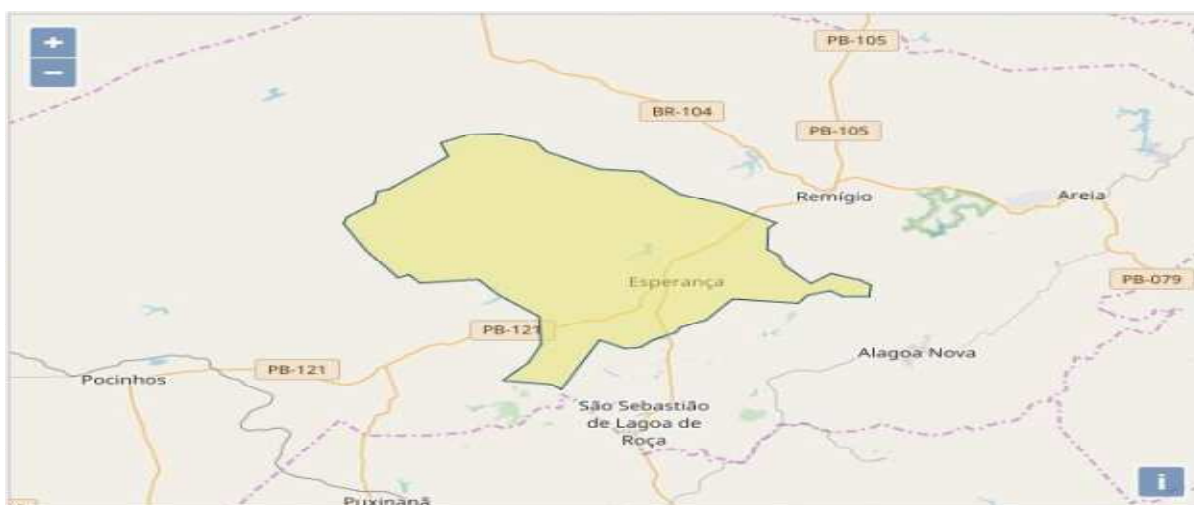 +
−
PB-105
BR-104
PB-105
Remígio
Areia
Esperança
PB-079
PB-121
Alagoa Nova
PB-121
Pocinhos
São Sebastião
de Lagoa de
Roça
i
Puxinanã